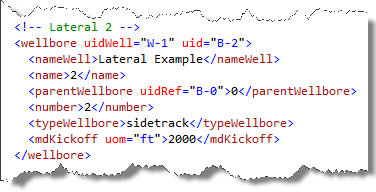 <!-- Lateral 2 -->
<wellbore uidWell="W-1" uid="B-2">
<nameWell>Lateral Example</nameWell>
<name>2</name>
<parentWellbore uidRef="B-0">0</parentWellbore>
<number>2</number>
<typeWellbore>sidetrack</typeWellbore>
<mdKickoff uom="ft">2000</mdKickoff>
</wellbore>